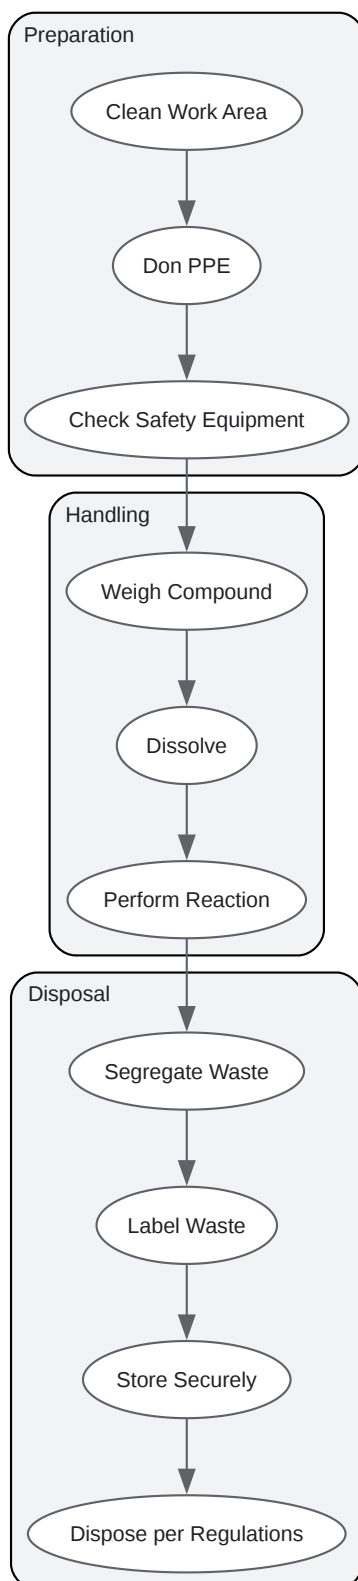 Preparation
Clean Work Area
Don PPE
Check Safety Equipment
Handling
Weigh Compound
Dissolve
Perform Reaction
Disposal
Segregate Waste
Label Waste
Store Securely
Dispose per Regulations